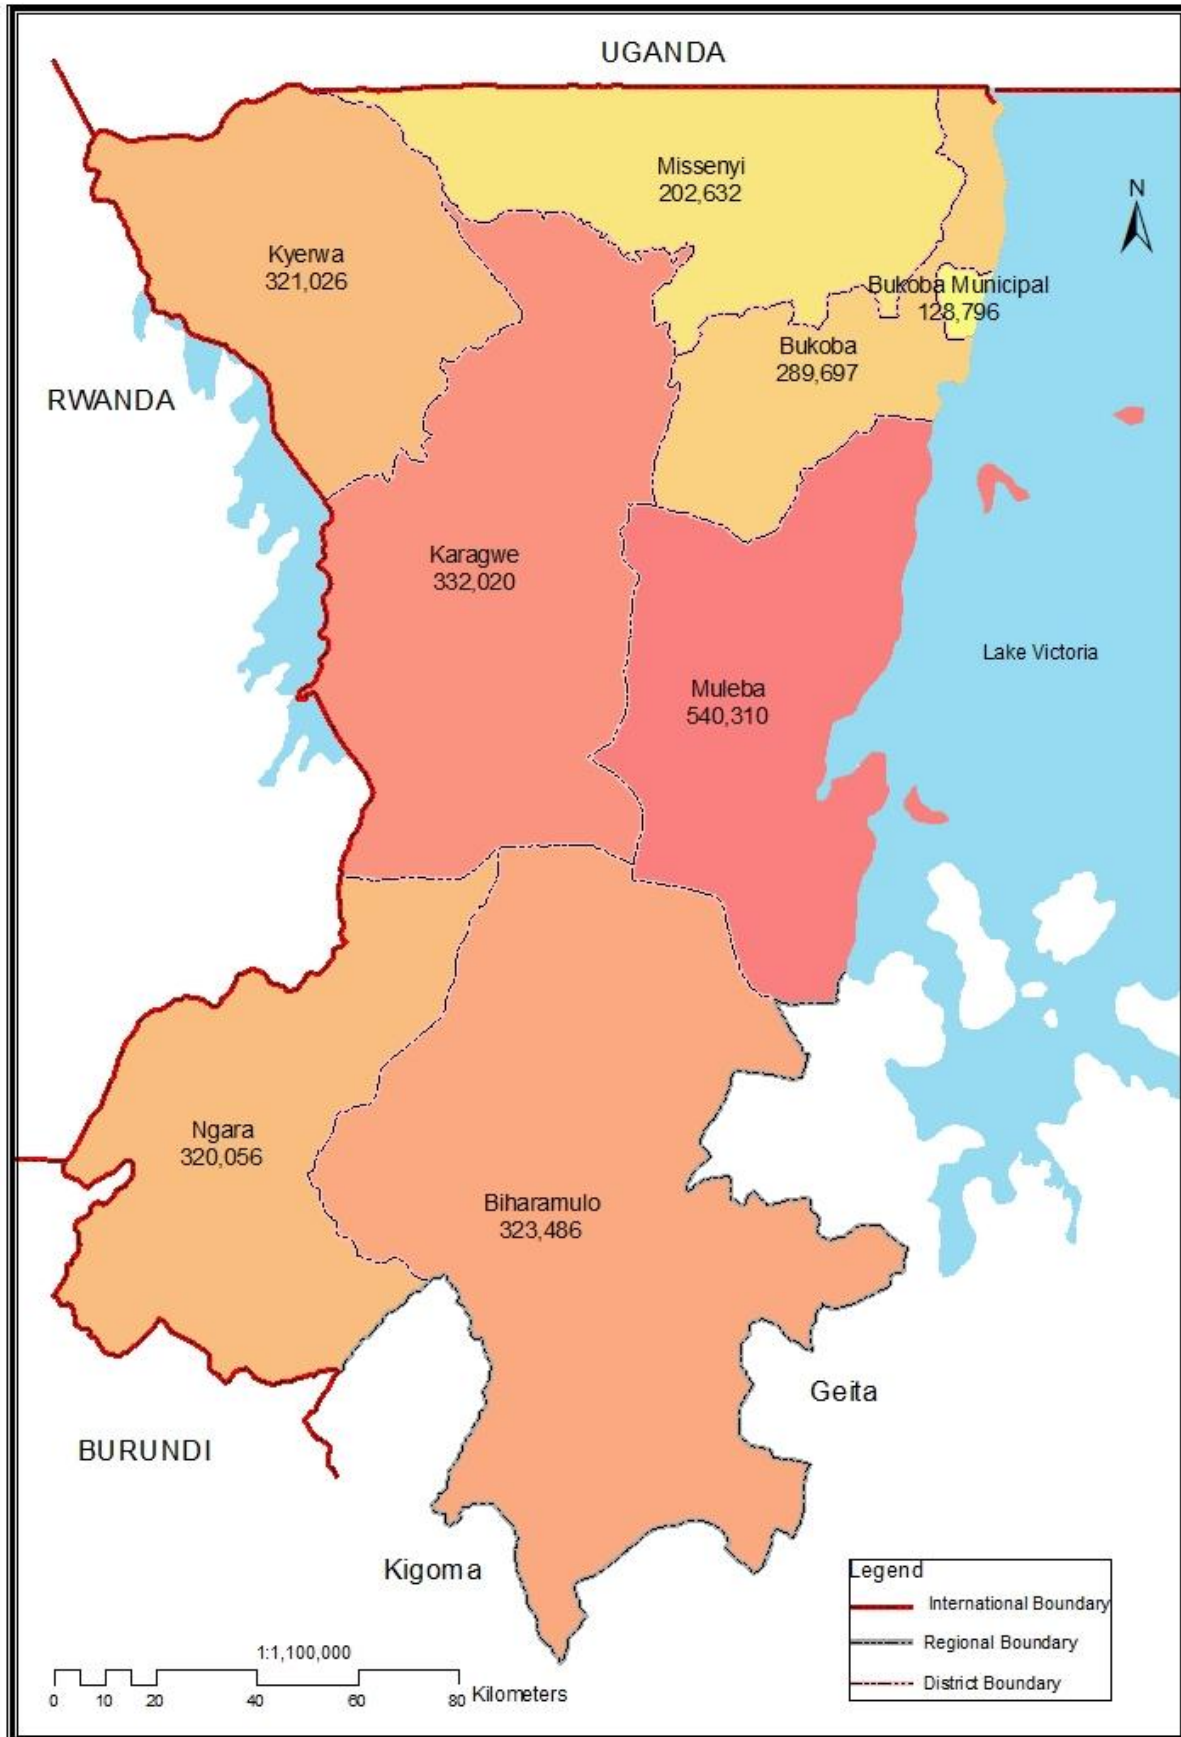 UGANDA
Missenyi
202,632
N
Kyerwa
321,026
Bukoba Municipal
128,796
Bukoba
289,697
RWANDA
Karagwe
332,020
Lake Victoria
Muleba
540,310
Ngara
320,056
Biharamulo
323,486
Geita
BURUNDI
Kigoma
Legend
International Boundary
Regional Boundary
District Boundary
1:1,100,000
0 10 20 40 60 80 Kilometers